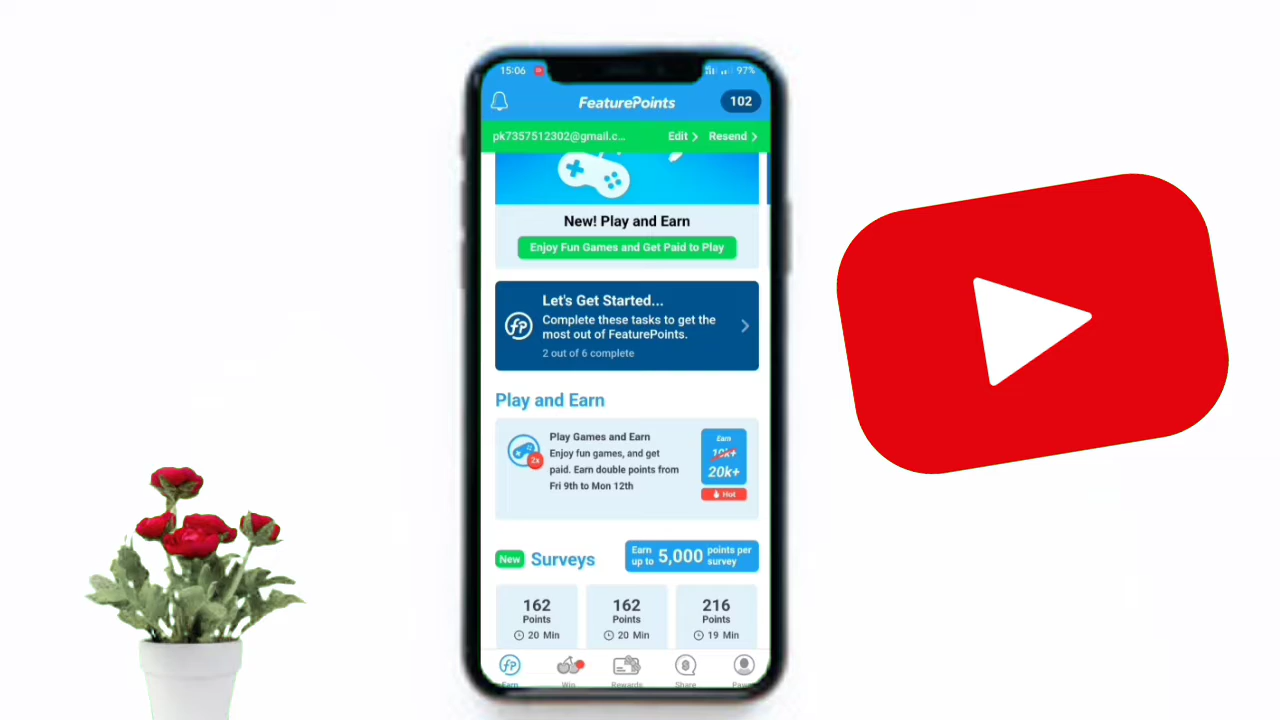 15:06
97%
FeaturePoints
102
pk7357512302@gmail.c...
Edit
Resend
New! Play and Earn
Enjoy Fun Games and Get Paid to Play
Let's Get Started...
Complete these tasks to get the
most out of FeaturePoints.
2 out of 6 complete
fP
Play and Earn
Play Games and Earn
Enjoy fun games, and get
paid. Earn double points from
Fri 9th to Mon 12th
2x
Earn
10k+
20k+
Hot
New
Surveys
Earn
up to
5,000
points per
survey
162
Points
20 Min
162
Points
20 Min
216
Points
19 Min
fP
Earn
Win
Rewards
Share